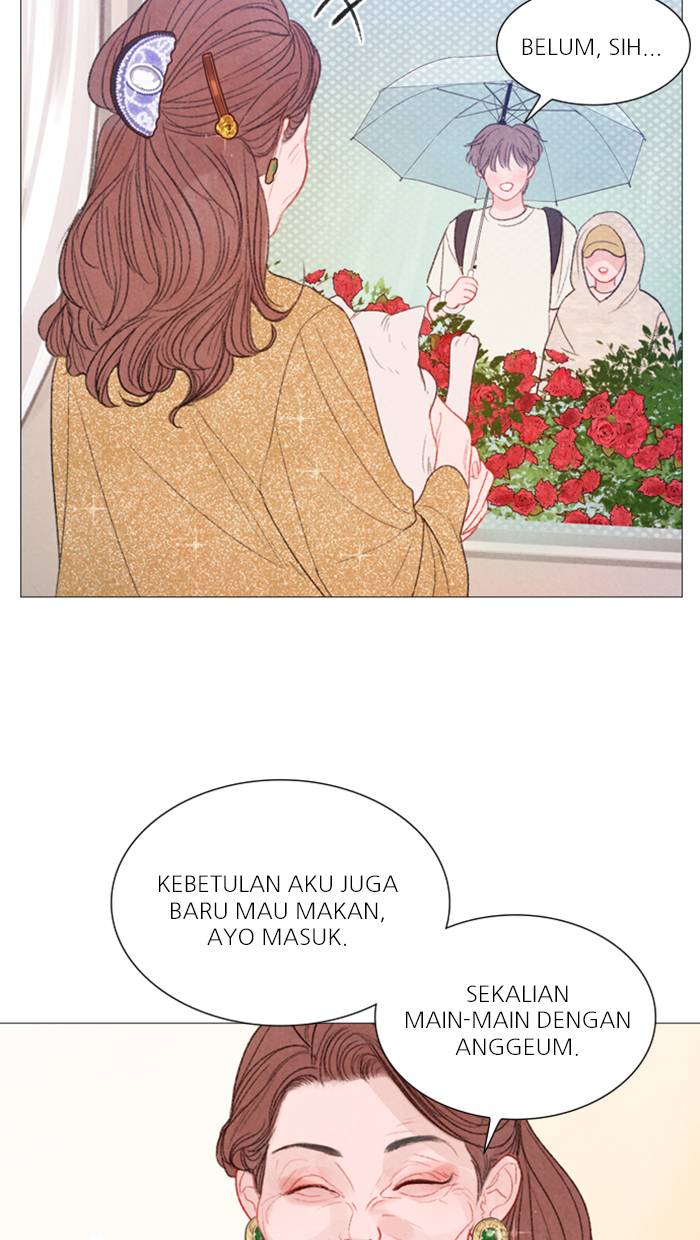 BELUM, SIH...
KEBETULAN AKU JUGA
BARU MAU MAKAN,
AYO MASUK.
SEKALIAN
MAIN-MAIN DENGAN
ANGGEUM.